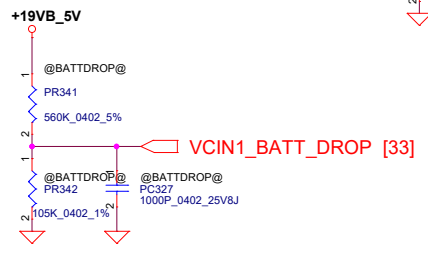 +19VB_5V
1
@BATTDROP@
PR341
560K_0402_5%
2
VCIN1_BATT_DROP [33]
1
@BATTDROP@
PR342
105K_0402_1%
2
1
@BATTDROP@
PC327
1000P_0402_25V8J
2